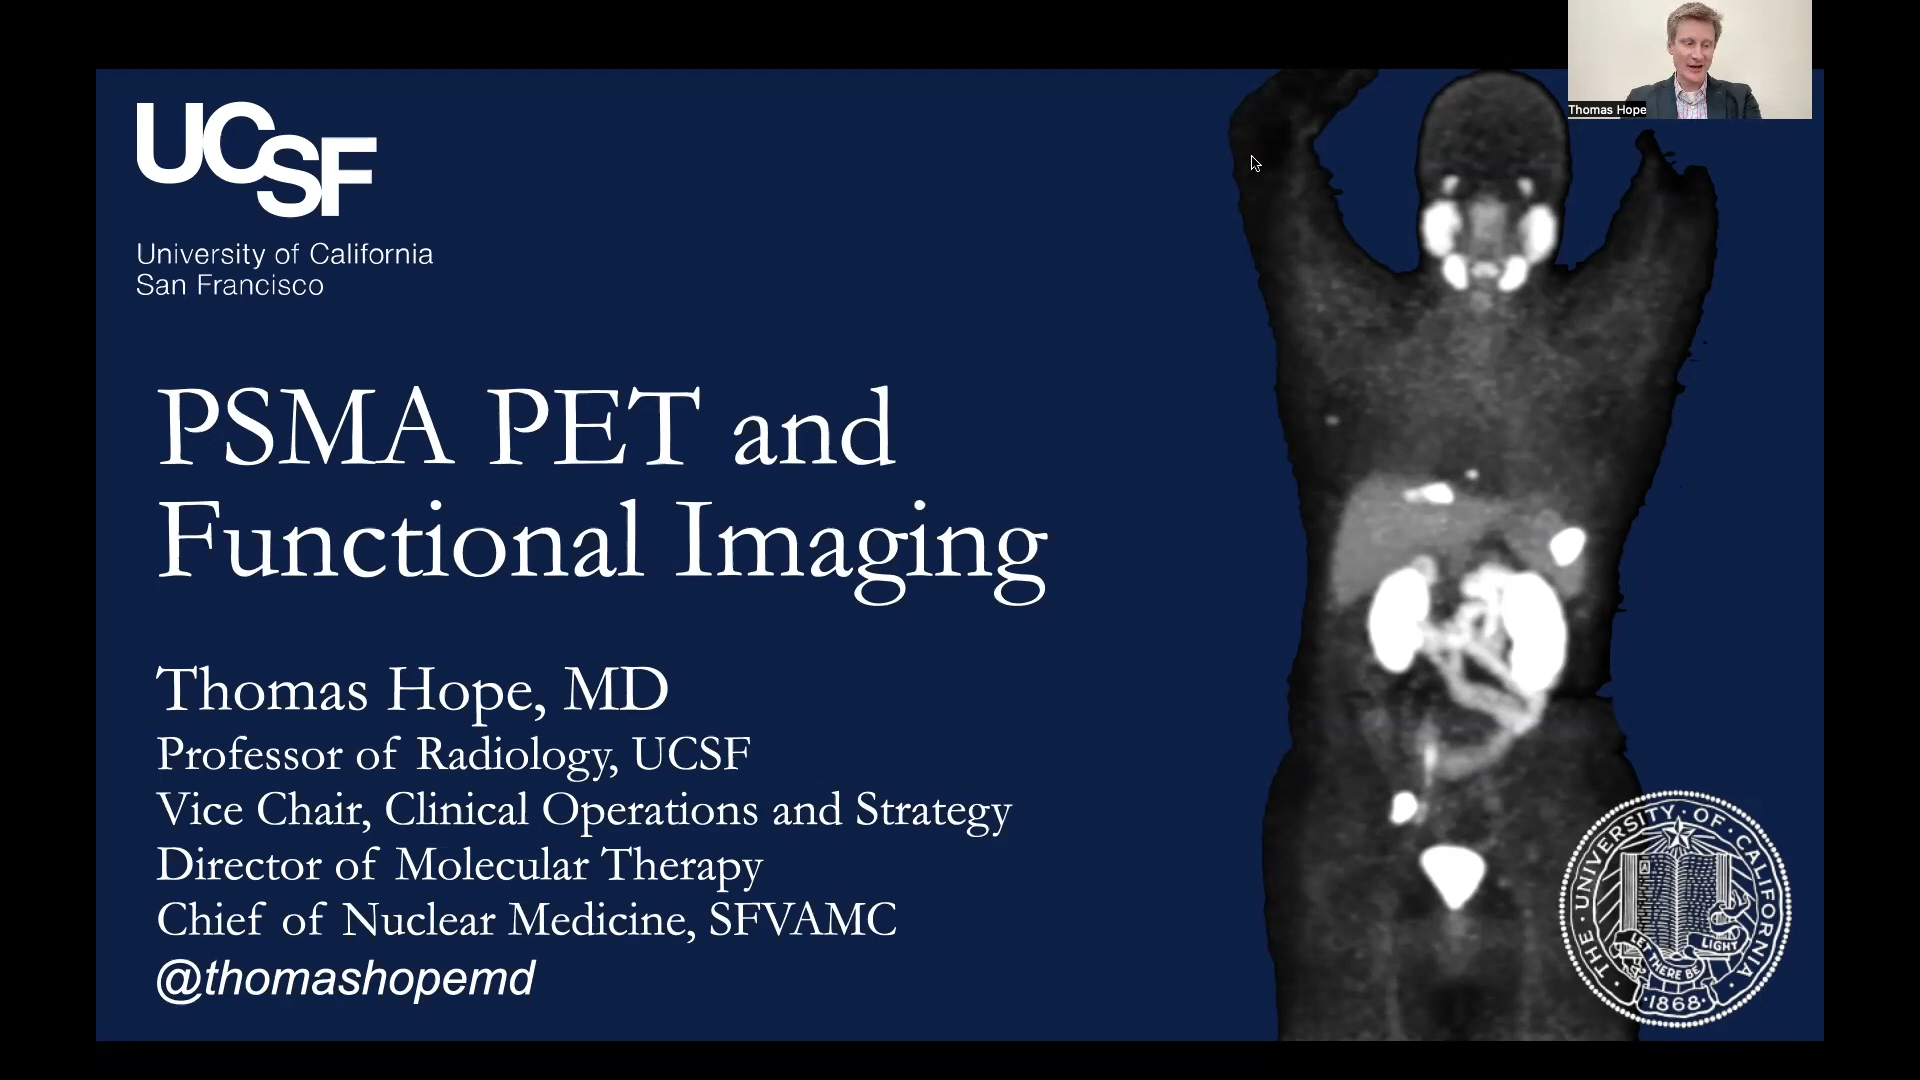 UCSF
University of California
San Francisco
Thomas Hope
PSMA PET and
Functional Imaging
Thomas Hope, MD
Professor of Radiology, UCSF
Vice Chair, Clinical Operations and Strategy
Director of Molecular Therapy
Chief of Nuclear Medicine, SFVAMC
@thomashopemd
THE · UNIVERSITY · OF · CALIFORNIA
LET THERE BE LIGHT
·1868·